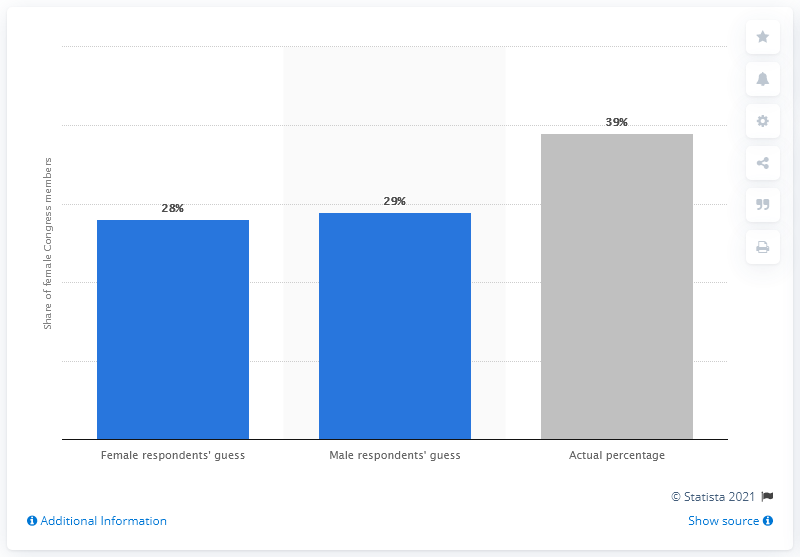 Share of female Congress members
28%
29%
39%
Female respondents' guess
Male respondents' guess
Actual percentage
© Statista 2021
Additional Information
Show source